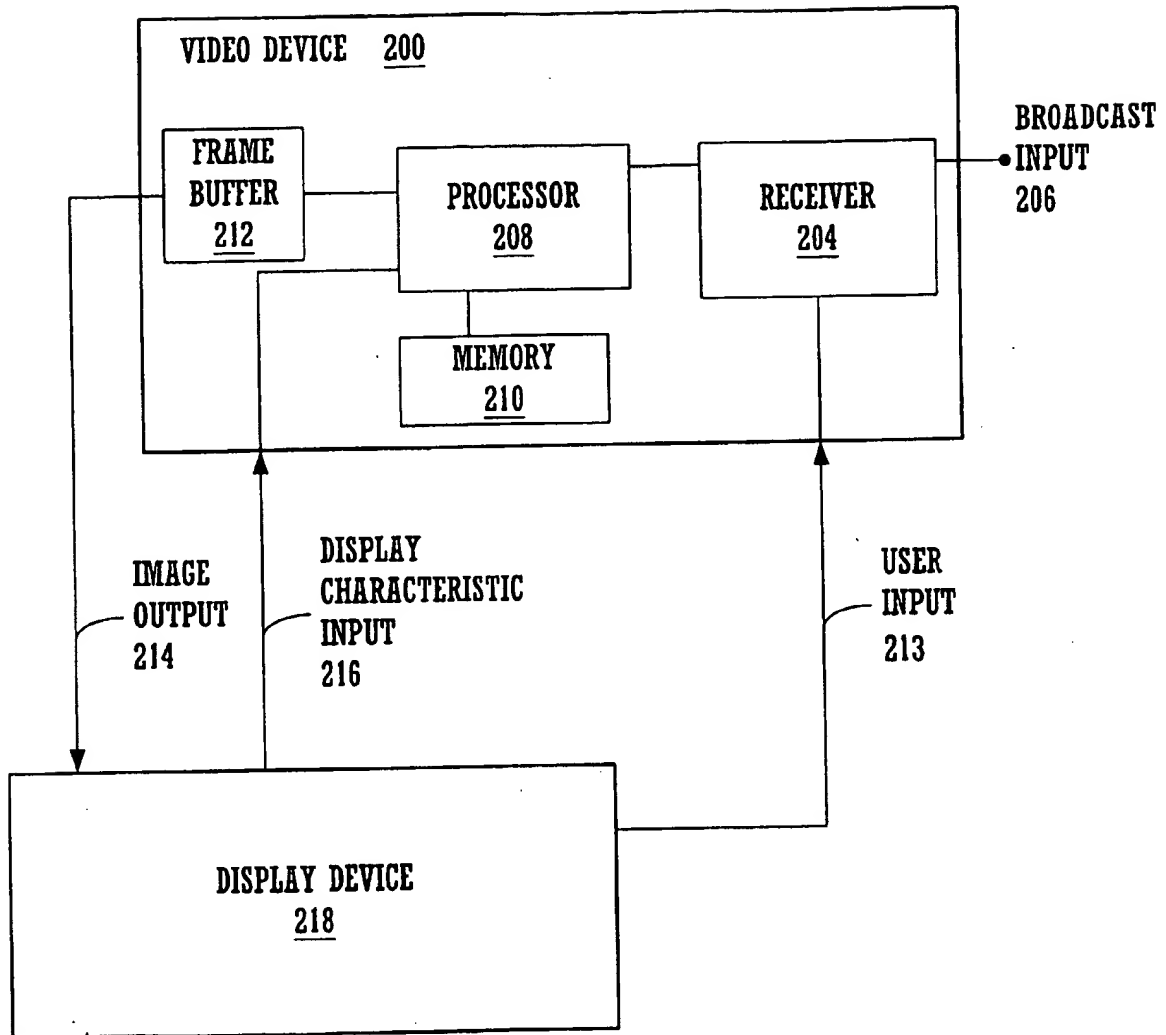 VIDEO DEVICE 200
FRAME
BUFFER
212
PROCESSOR
208
RECEIVER
204
BROADCAST
INPUT
206
MEMORY
210
IMAGE
OUTPUT
214
DISPLAY
CHARACTERISTIC
INPUT
216
USER
INPUT
213
DISPLAY DEVICE
218